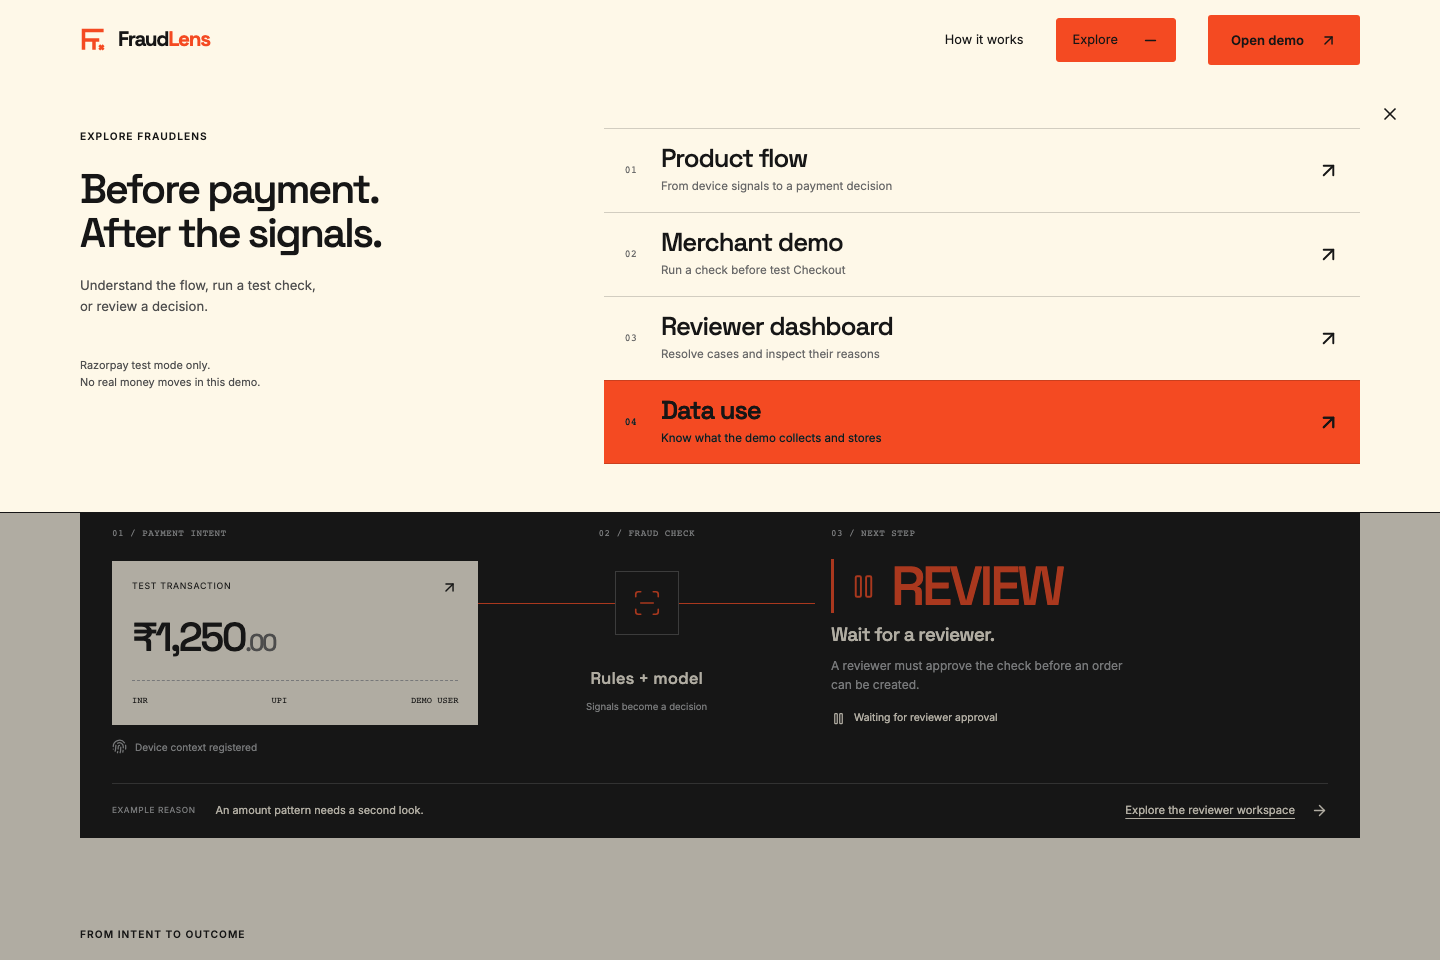 FraudLens
How it works
Explore
Open demo
EXPLORE FRAUDLENS
Before payment.
After the signals.
Understand the flow, run a test check,
or review a decision.
Razorpay test mode only.
No real money moves in this demo.
01
Product flow
From device signals to a payment decision
02
Merchant demo
Run a check before test Checkout
03
Reviewer dashboard
Resolve cases and inspect their reasons
04
Data use
Know what the demo collects and stores
01 / PAYMENT INTENT
TEST TRANSACTION
₹1,250.00
INR UPI DEMO USER
Device context registered
02 / FRAUD CHECK
Rules + model
Signals become a decision
03 / NEXT STEP
REVIEW
Wait for a reviewer.
A reviewer must approve the check before an order
can be created.
Waiting for reviewer approval
EXAMPLE REASON An amount pattern needs a second look.
Explore the reviewer workspace
FROM INTENT TO OUTCOME